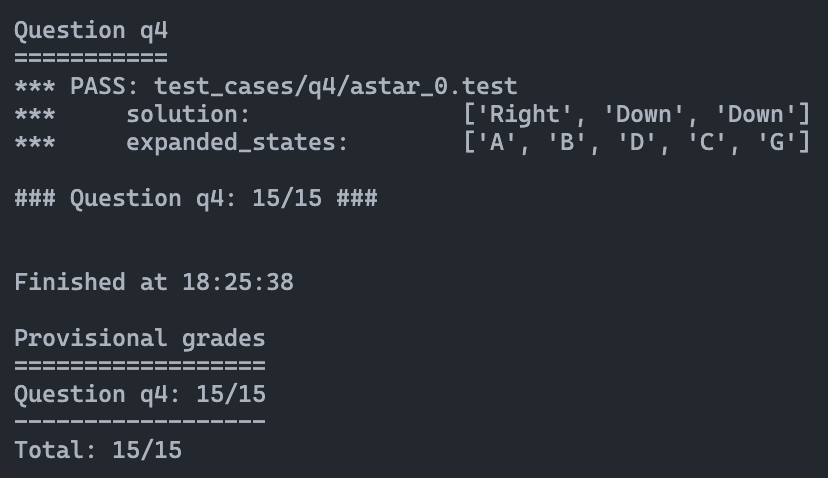 Question q4
===========
*** PASS: test_cases/q4/astar_0.test
***     solution:               ['Right', 'Down', 'Down']
***     expanded_states:        ['A', 'B', 'D', 'C', 'G']
### Question q4: 15/15 ###
Finished at 18:25:38
Provisional grades
==================
Question q4: 15/15
------------------
Total: 15/15